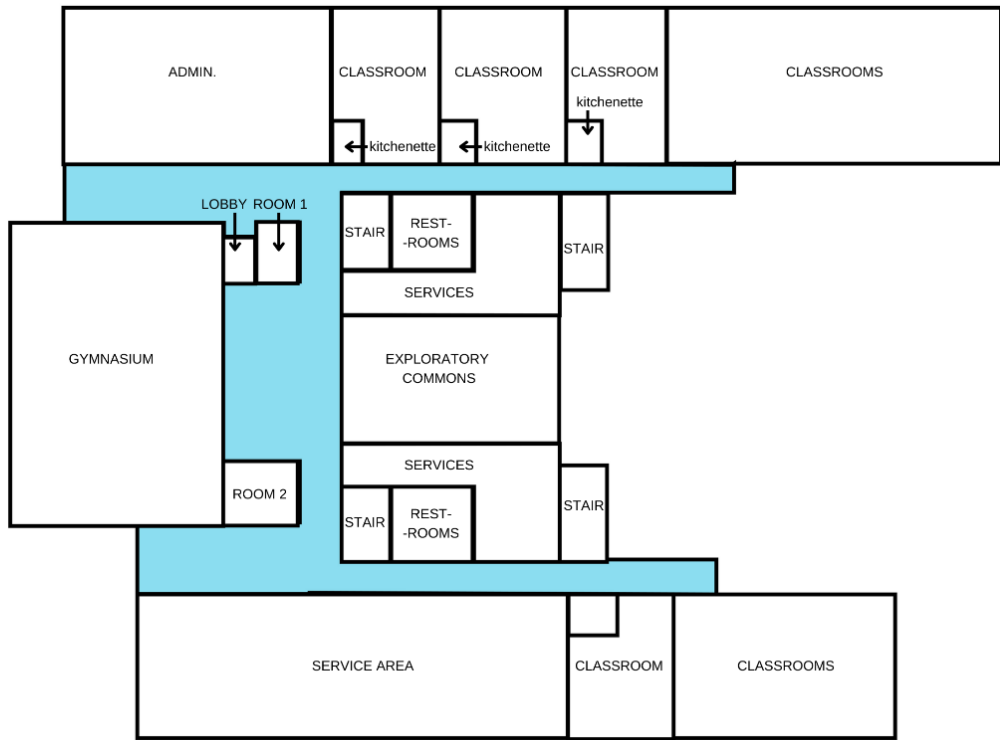 ADMIN.
CLASSROOM
CLASSROOM
CLASSROOM
CLASSROOMS
kitchenette
kitchenette
kitchenette
LOBBY
ROOM 1
STAIR
REST-
-ROOMS
STAIR
SERVICES
GYMNASIUM
EXPLORATORY
COMMONS
SERVICES
ROOM 2
STAIR
REST-
-ROOMS
STAIR
SERVICE AREA
CLASSROOM
CLASSROOMS